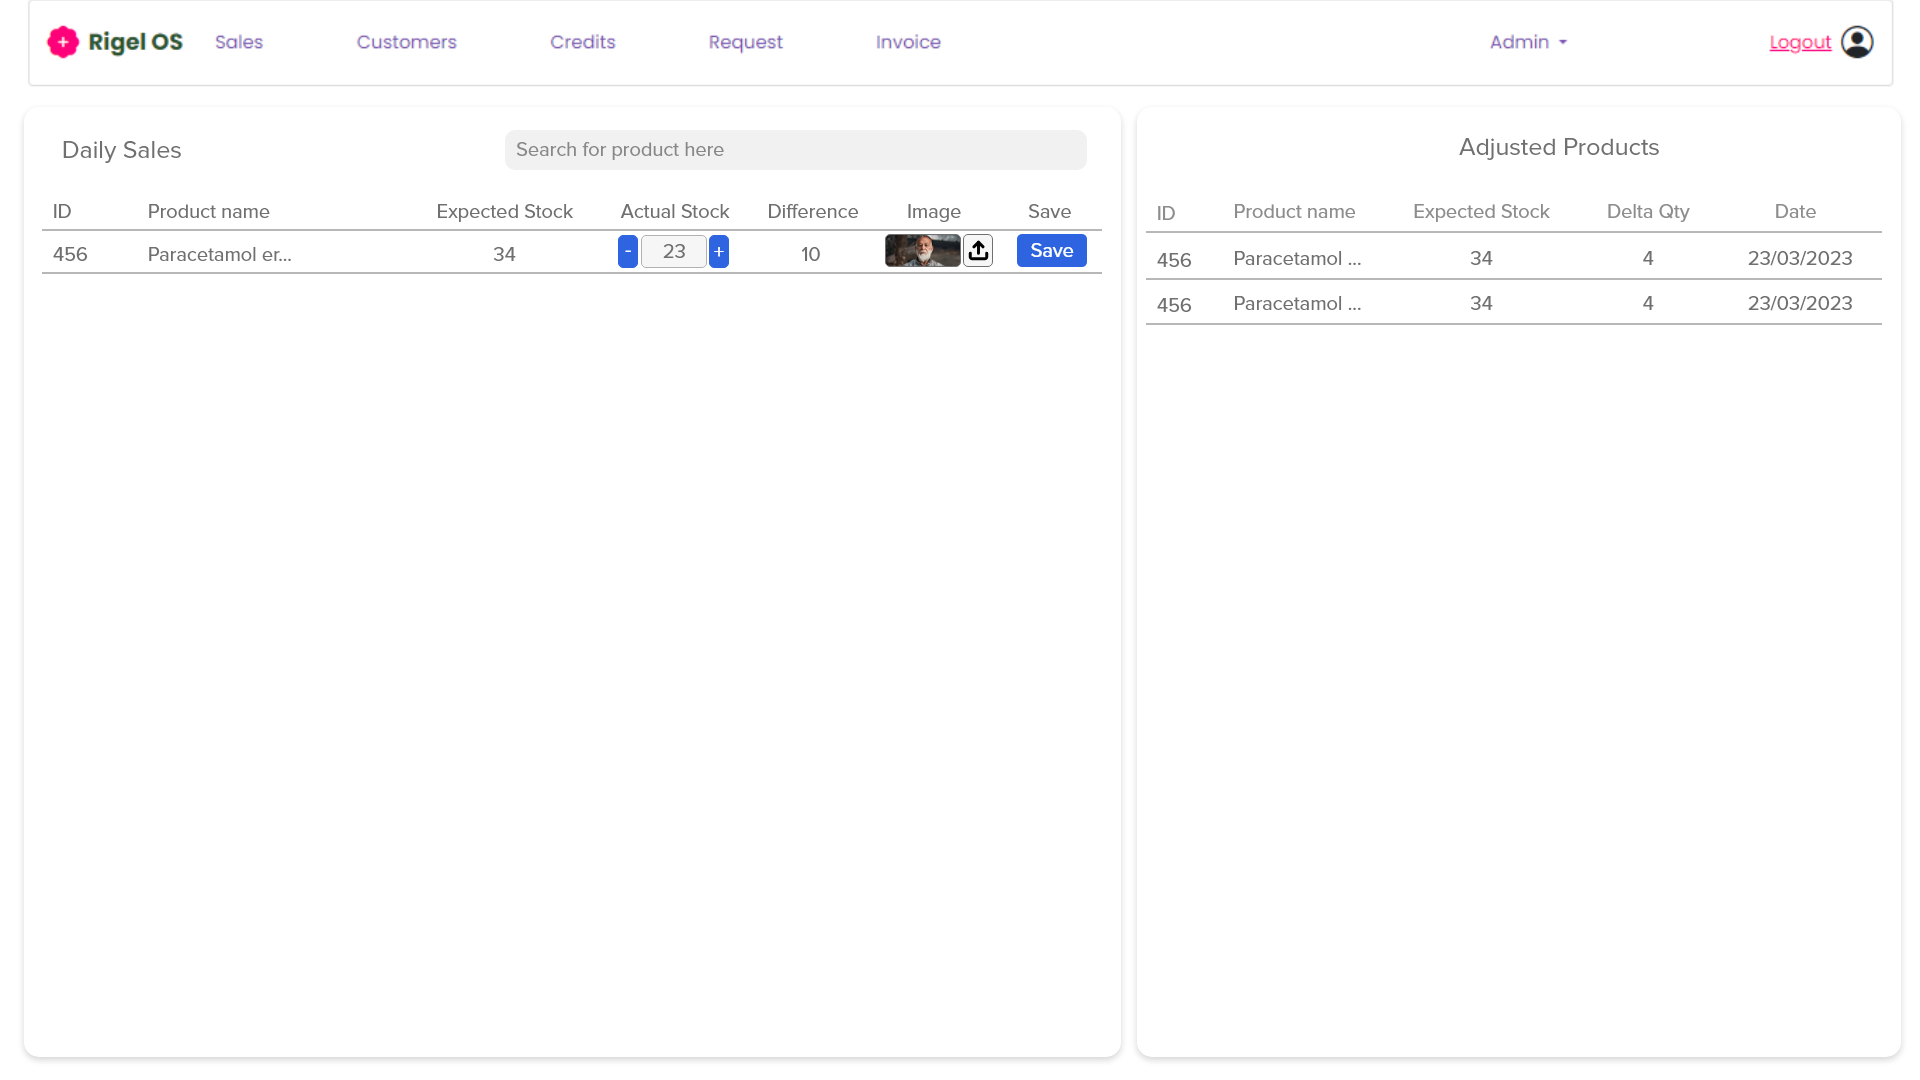 Rigel OS Sales Customers Credits Request Invoice Admin Logout
Daily Sales
Search for product here
ID Product name Expected Stock Actual Stock Difference Image Save
456 Paracetamol er... 34 - 23 + 10 Save
Adjusted Products
ID Product name Expected Stock Delta Qty Date
456 Paracetamol ... 34 4 23/03/2023
456 Paracetamol ... 34 4 23/03/2023